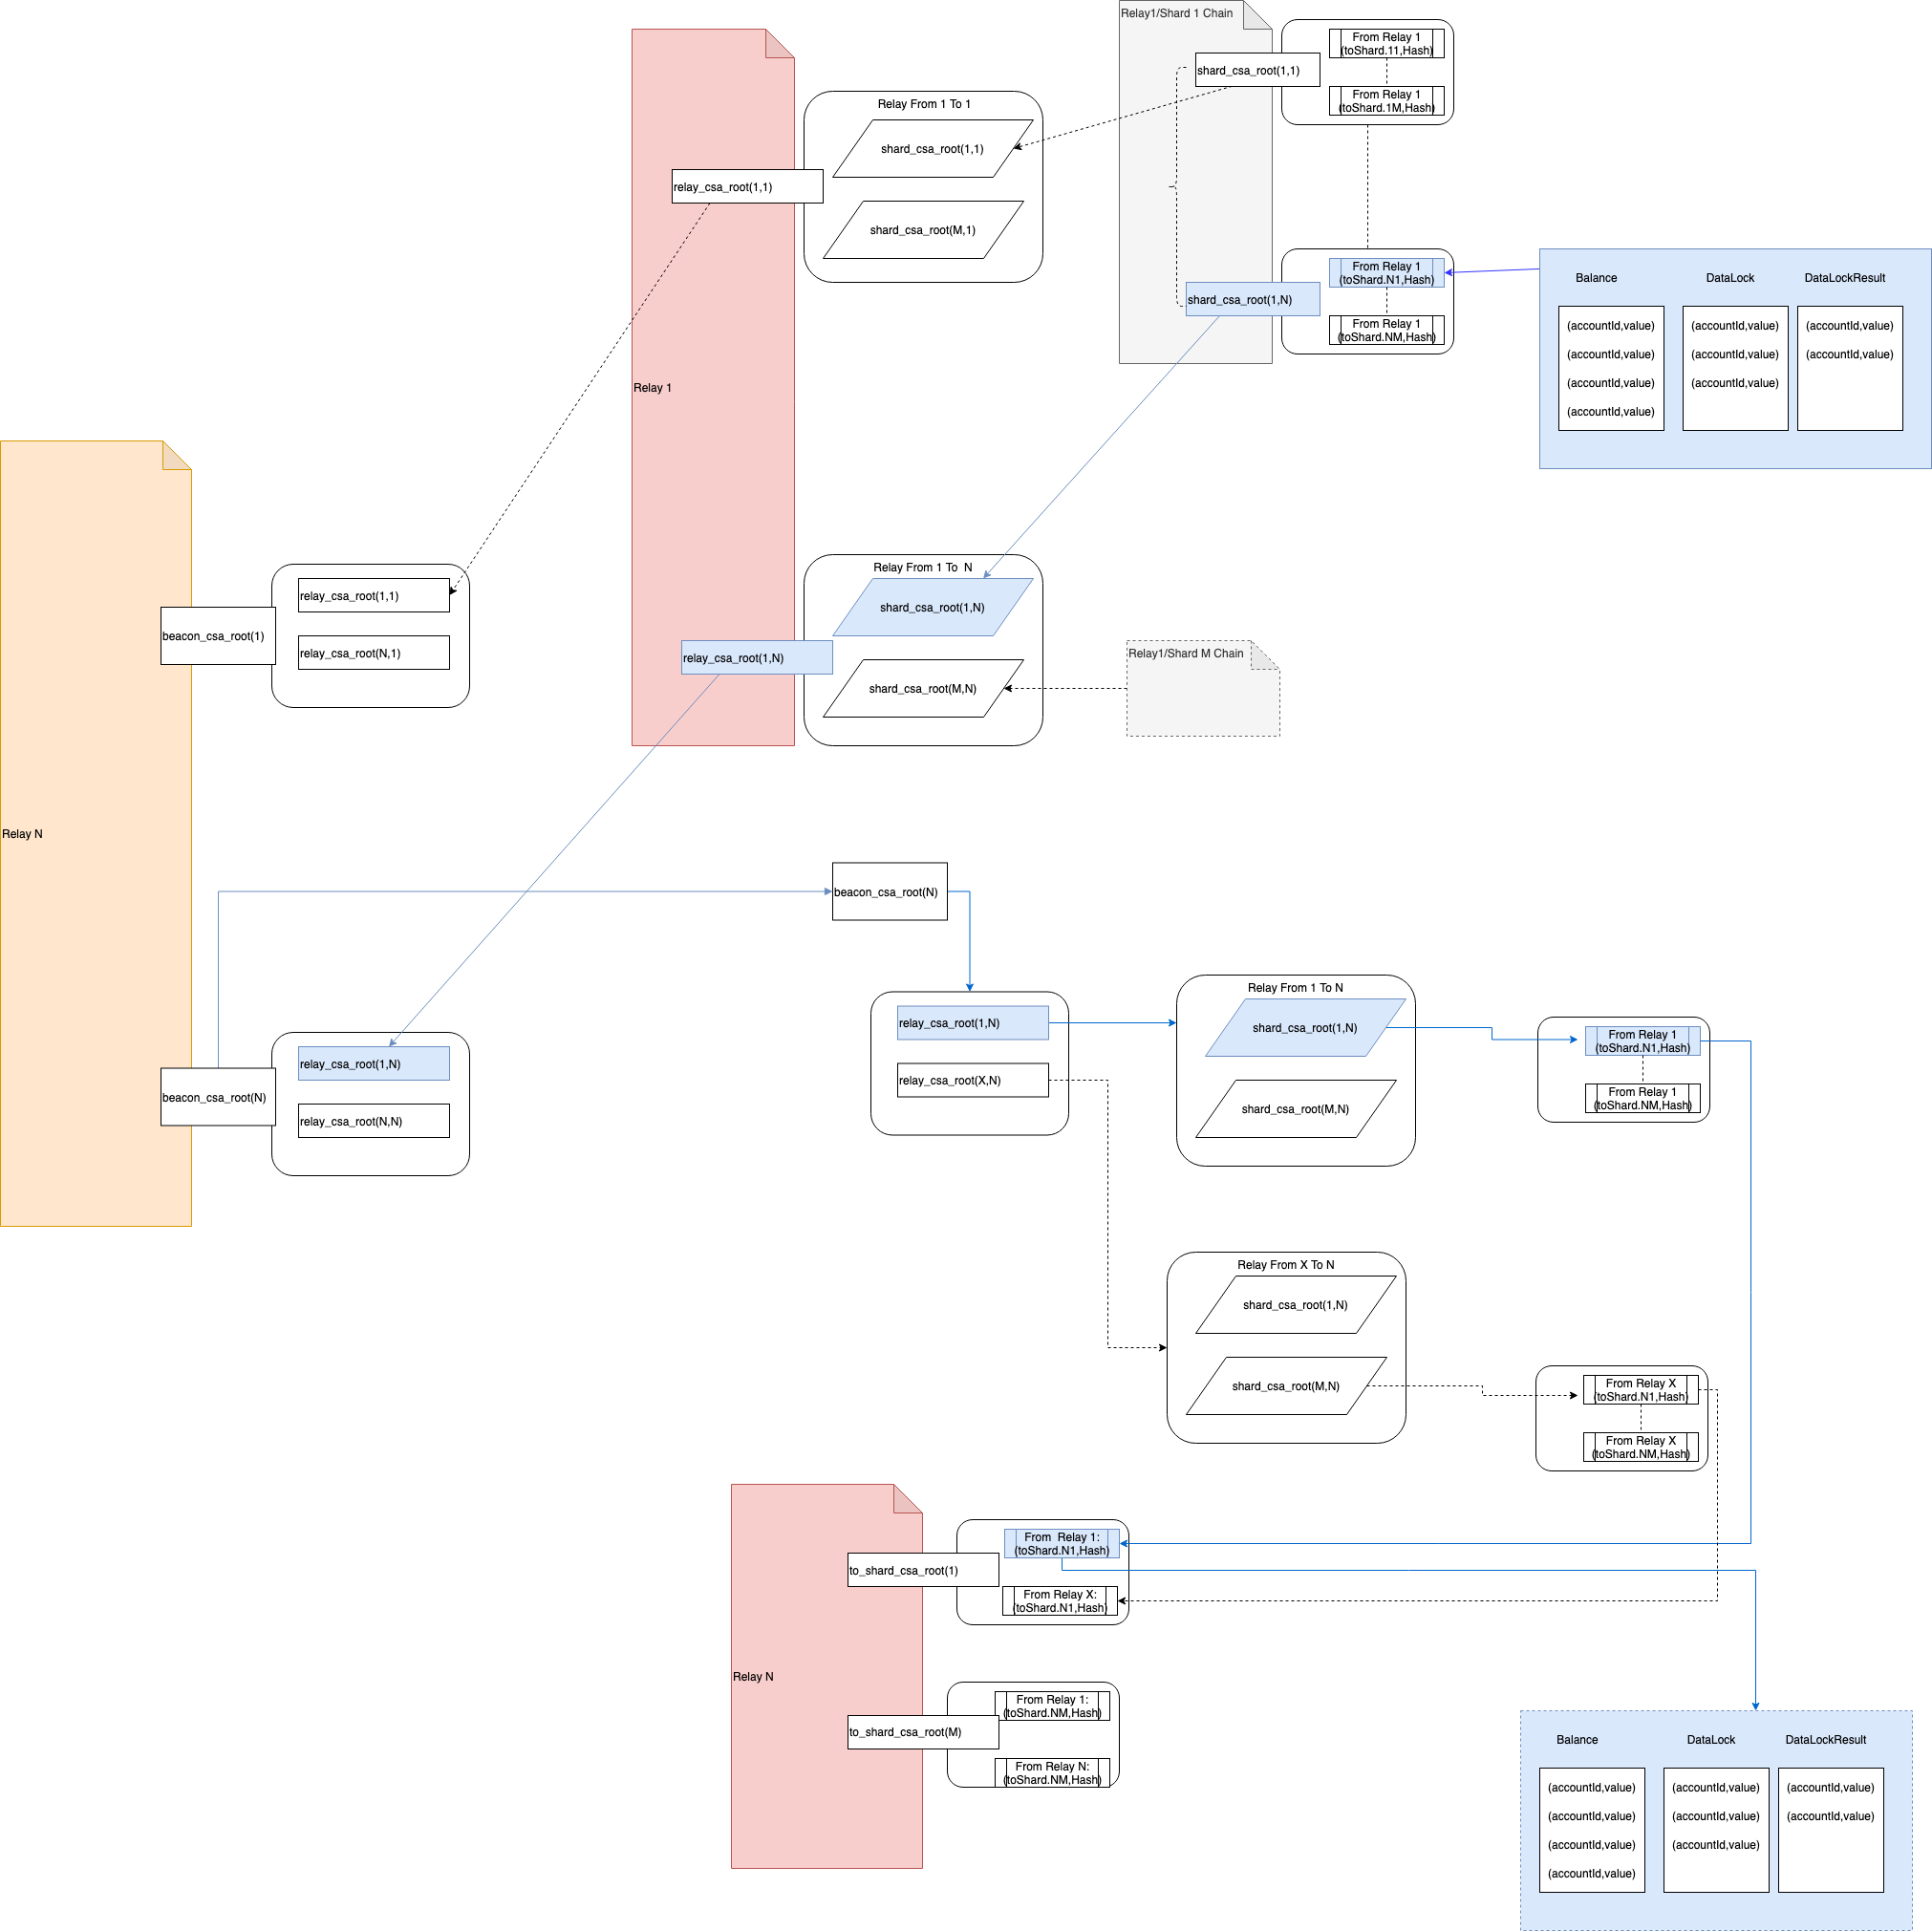 Relay1/Shard 1 Chain
From Relay 1
(toShard.11,Hash)
shard_csa_root(1,1)
From Relay 1
(toShard.1M,Hash)
Relay From 1 To 1
shard_csa_root(1,1)
relay_csa_root(1,1)
shard_csa_root(M,1)
From Relay 1
(toShard.N1,Hash)
shard_csa_root(1,N)
From Relay 1
(toShard.NM,Hash)
Balance
DataLock
DataLockResult
(accountId,value)
(accountId,value)
(accountId,value)
(accountId,value)
(accountId,value)
(accountId,value)
(accountId,value)
(accountId,value)
(accountId,value)
Relay 1
Relay From 1 To N
shard_csa_root(1,N)
relay_csa_root(1,N)
shard_csa_root(M,N)
Relay1/Shard M Chain
relay_csa_root(1,1)
beacon_csa_root(1)
relay_csa_root(N,1)
Relay N
beacon_csa_root(N)
relay_csa_root(1,N)
beacon_csa_root(N)
relay_csa_root(N,N)
relay_csa_root(1,N)
relay_csa_root(X,N)
Relay From 1 To N
shard_csa_root(1,N)
shard_csa_root(M,N)
From Relay 1
(toShard.N1,Hash)
From Relay 1
(toShard.NM,Hash)
Relay From X To N
shard_csa_root(1,N)
shard_csa_root(M,N)
From Relay X
(toShard.N1,Hash)
From Relay X
(toShard.NM,Hash)
From Relay 1:
(toShard.N1,Hash)
to_shard_csa_root(1)
From Relay X:
(toShard.N1,Hash)
Relay N
From Relay 1:
(toShard.NM,Hash)
to_shard_csa_root(M)
From Relay N:
(toShard.NM,Hash)
Balance
DataLock
DataLockResult
(accountId,value)
(accountId,value)
(accountId,value)
(accountId,value)
(accountId,value)
(accountId,value)
(accountId,value)
(accountId,value)
(accountId,value)